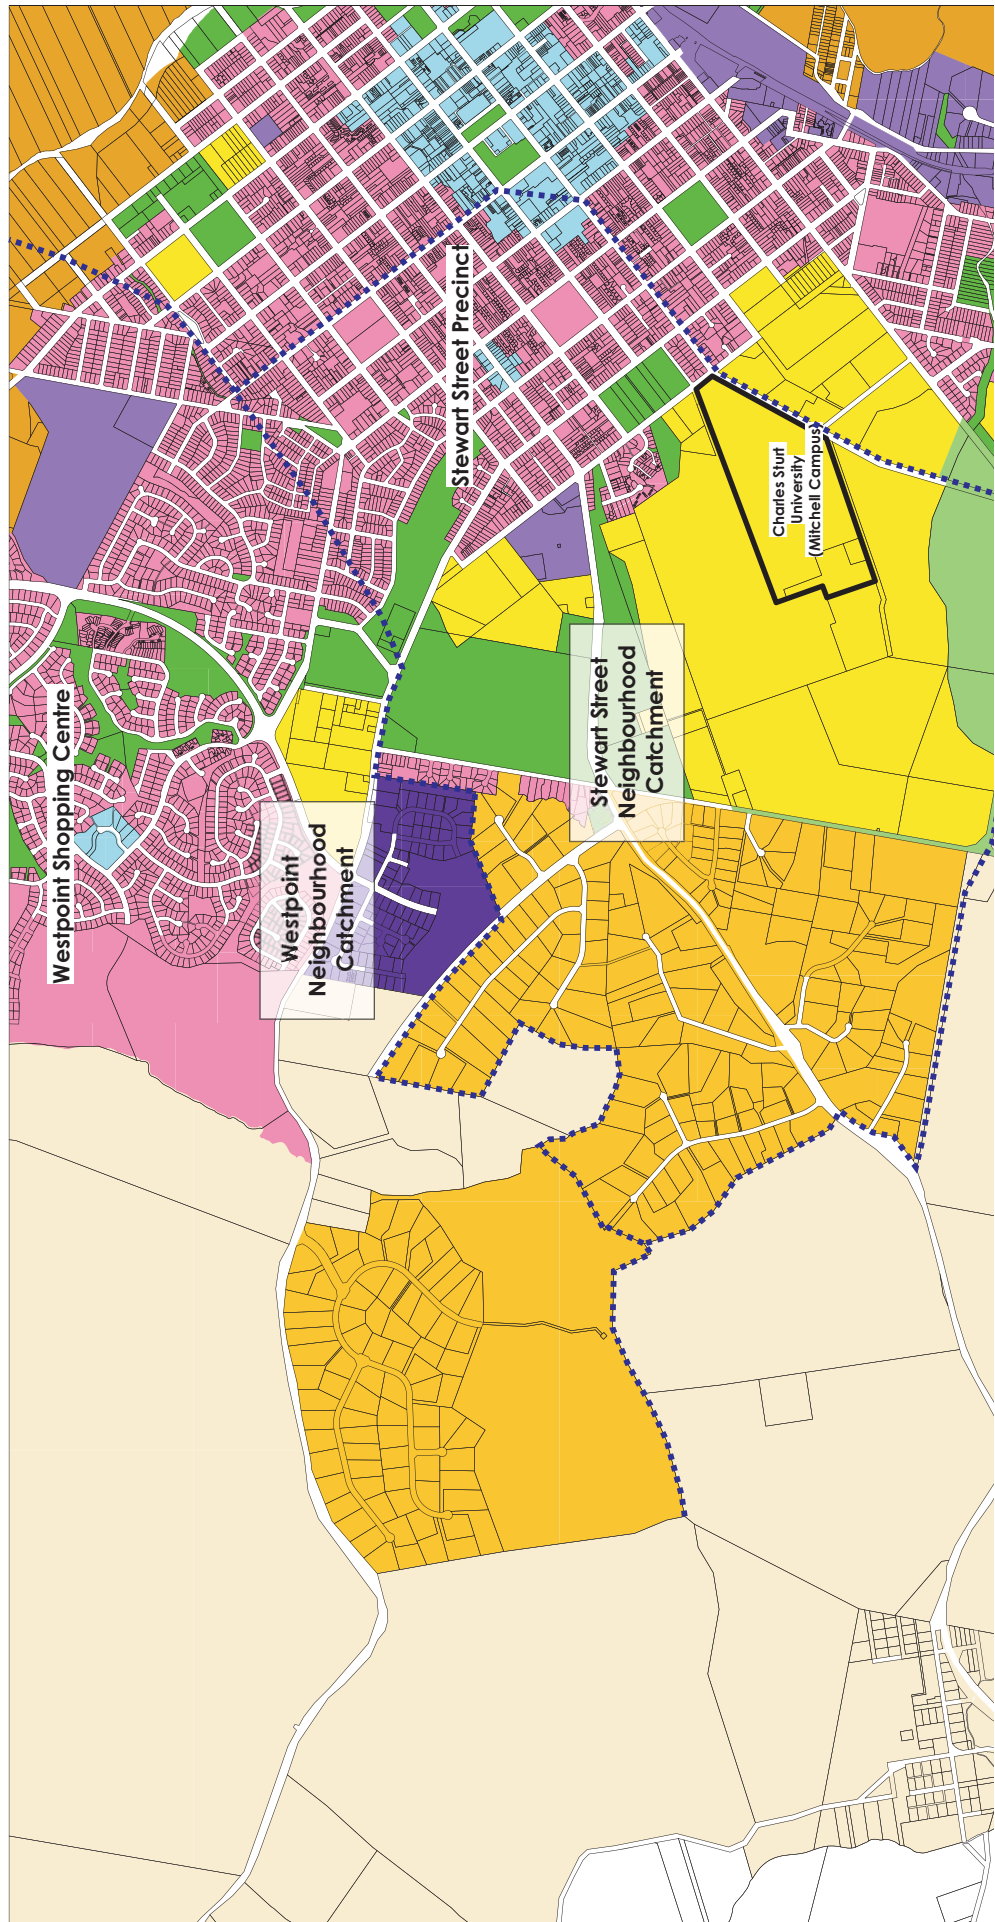 Westpoint Shopping Centre
Westpoint
Neighbourhood
Catchment
Stewart Street Precinct
Stewart Street
Neighbourhood
Catchment
Charles Sturt
University
(Mitchell Campus)